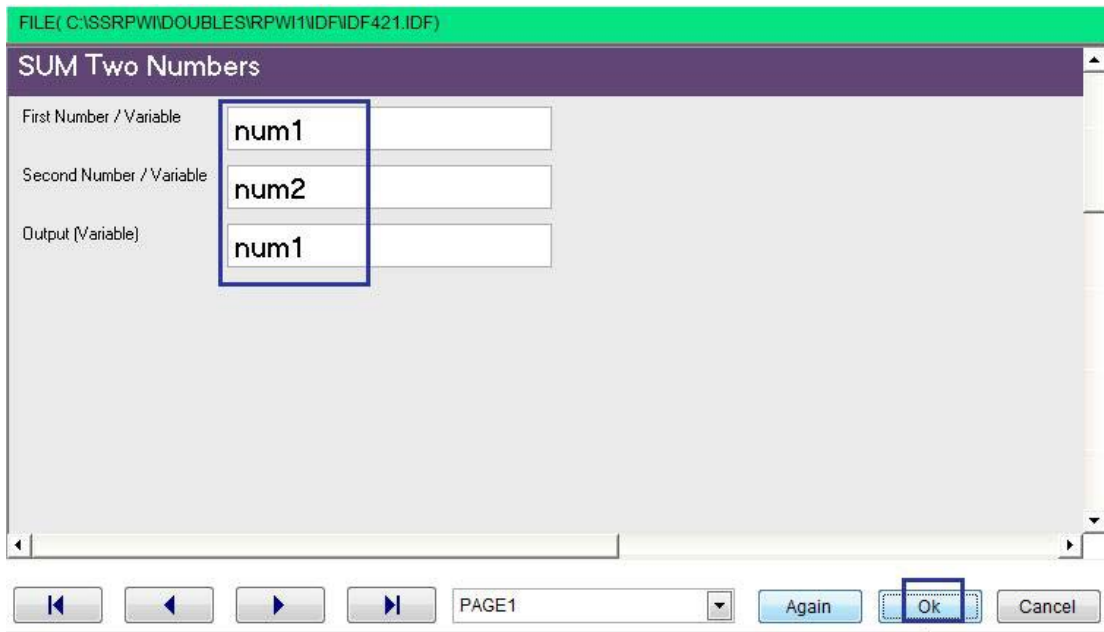 FILE( C:\SSRPWI\DOUBLES\RPWI1\IDF\IDF421.IDF)
SUM Two Numbers
First Number / Variable num1
Second Number / Variable num2
Output (Variable) num1
PAGE1 Again Ok Cancel